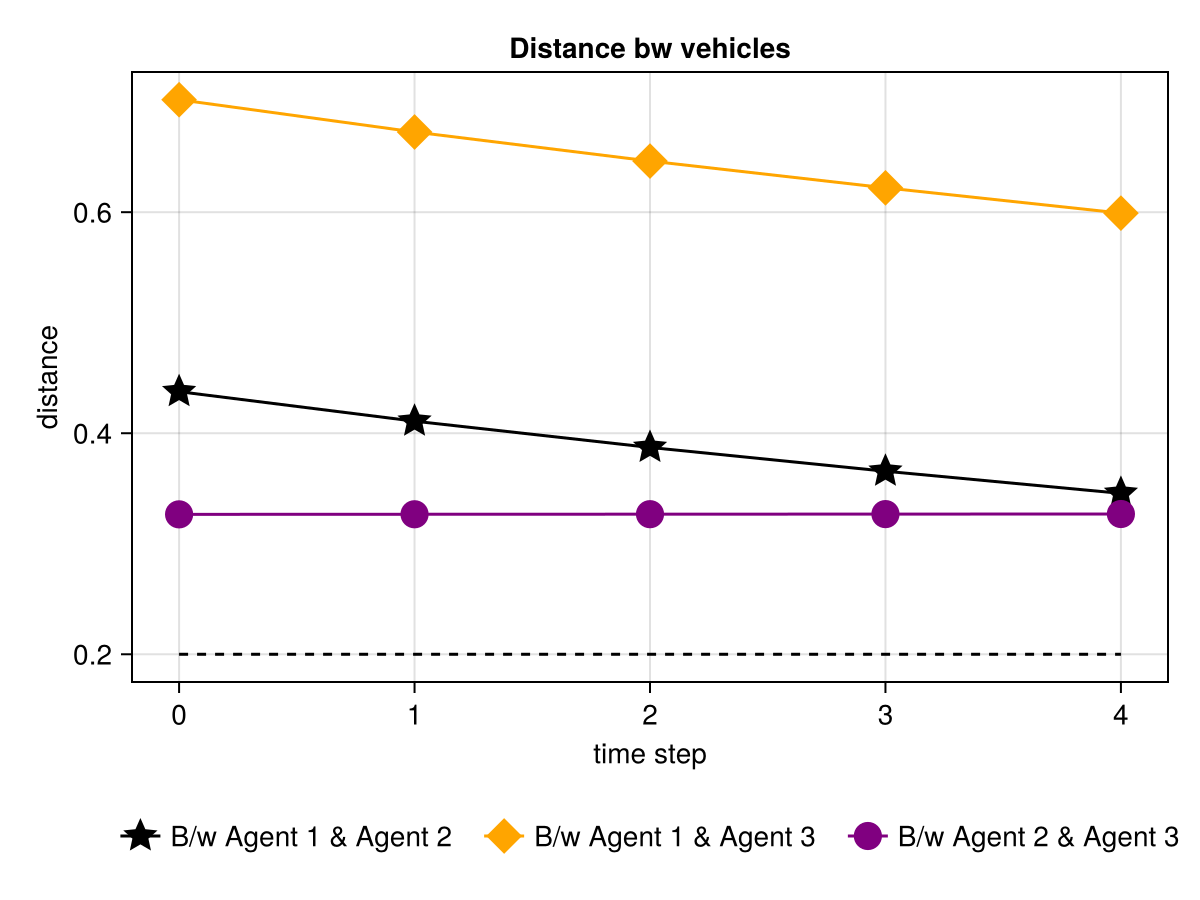 Distance bw vehicles
distance
0.6
0.4
0.2
0 1 2 3 4
time step
B/w Agent 1 & Agent 2 B/w Agent 1 & Agent 3 B/w Agent 2 & Agent 3